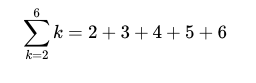 6
∑ k = 2 + 3 + 4 + 5 + 6
k=2